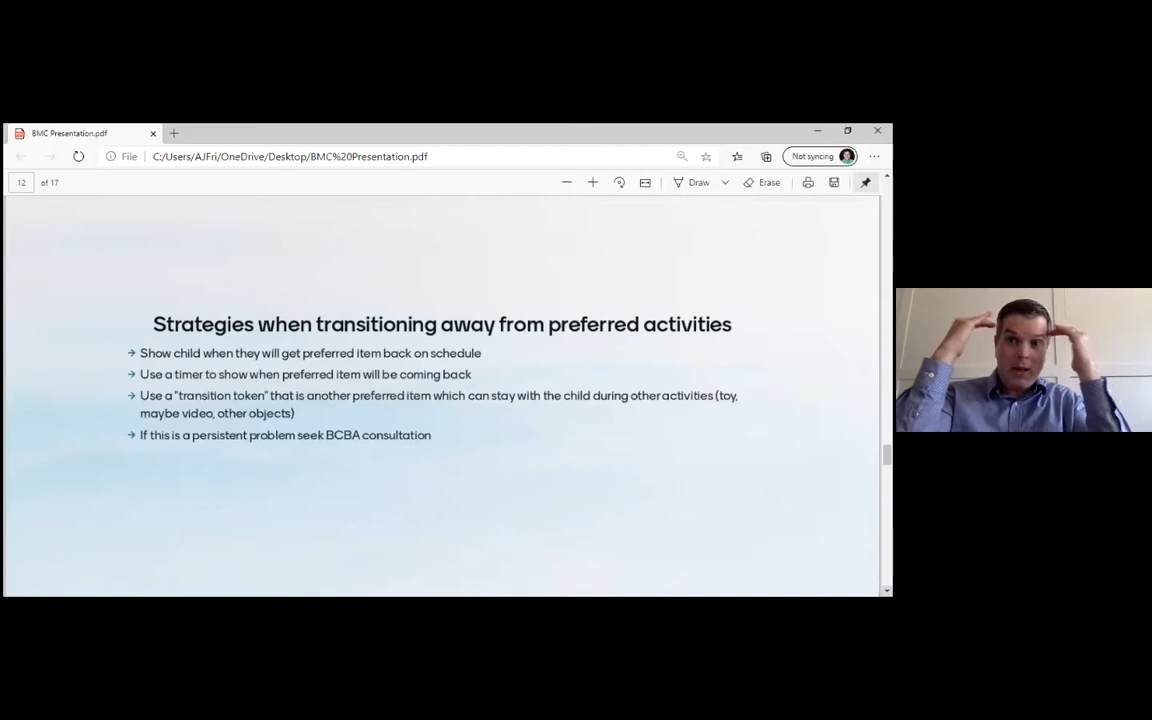 BMC Presentation.pdf
File
C:/Users/AJFri/OneDrive/Desktop/BMC%20Presentation.pdf
Not syncing
12
of 17
Draw
Erase
Strategies when transitioning away from preferred activities
Show child when they will get preferred item back on schedule
Use a timer to show when preferred item will be coming back
Use a "transition token" that is another preferred item which can stay with the child during other activities (toy,
maybe video, other objects)
If this is a persistent problem seek BCBA consultation